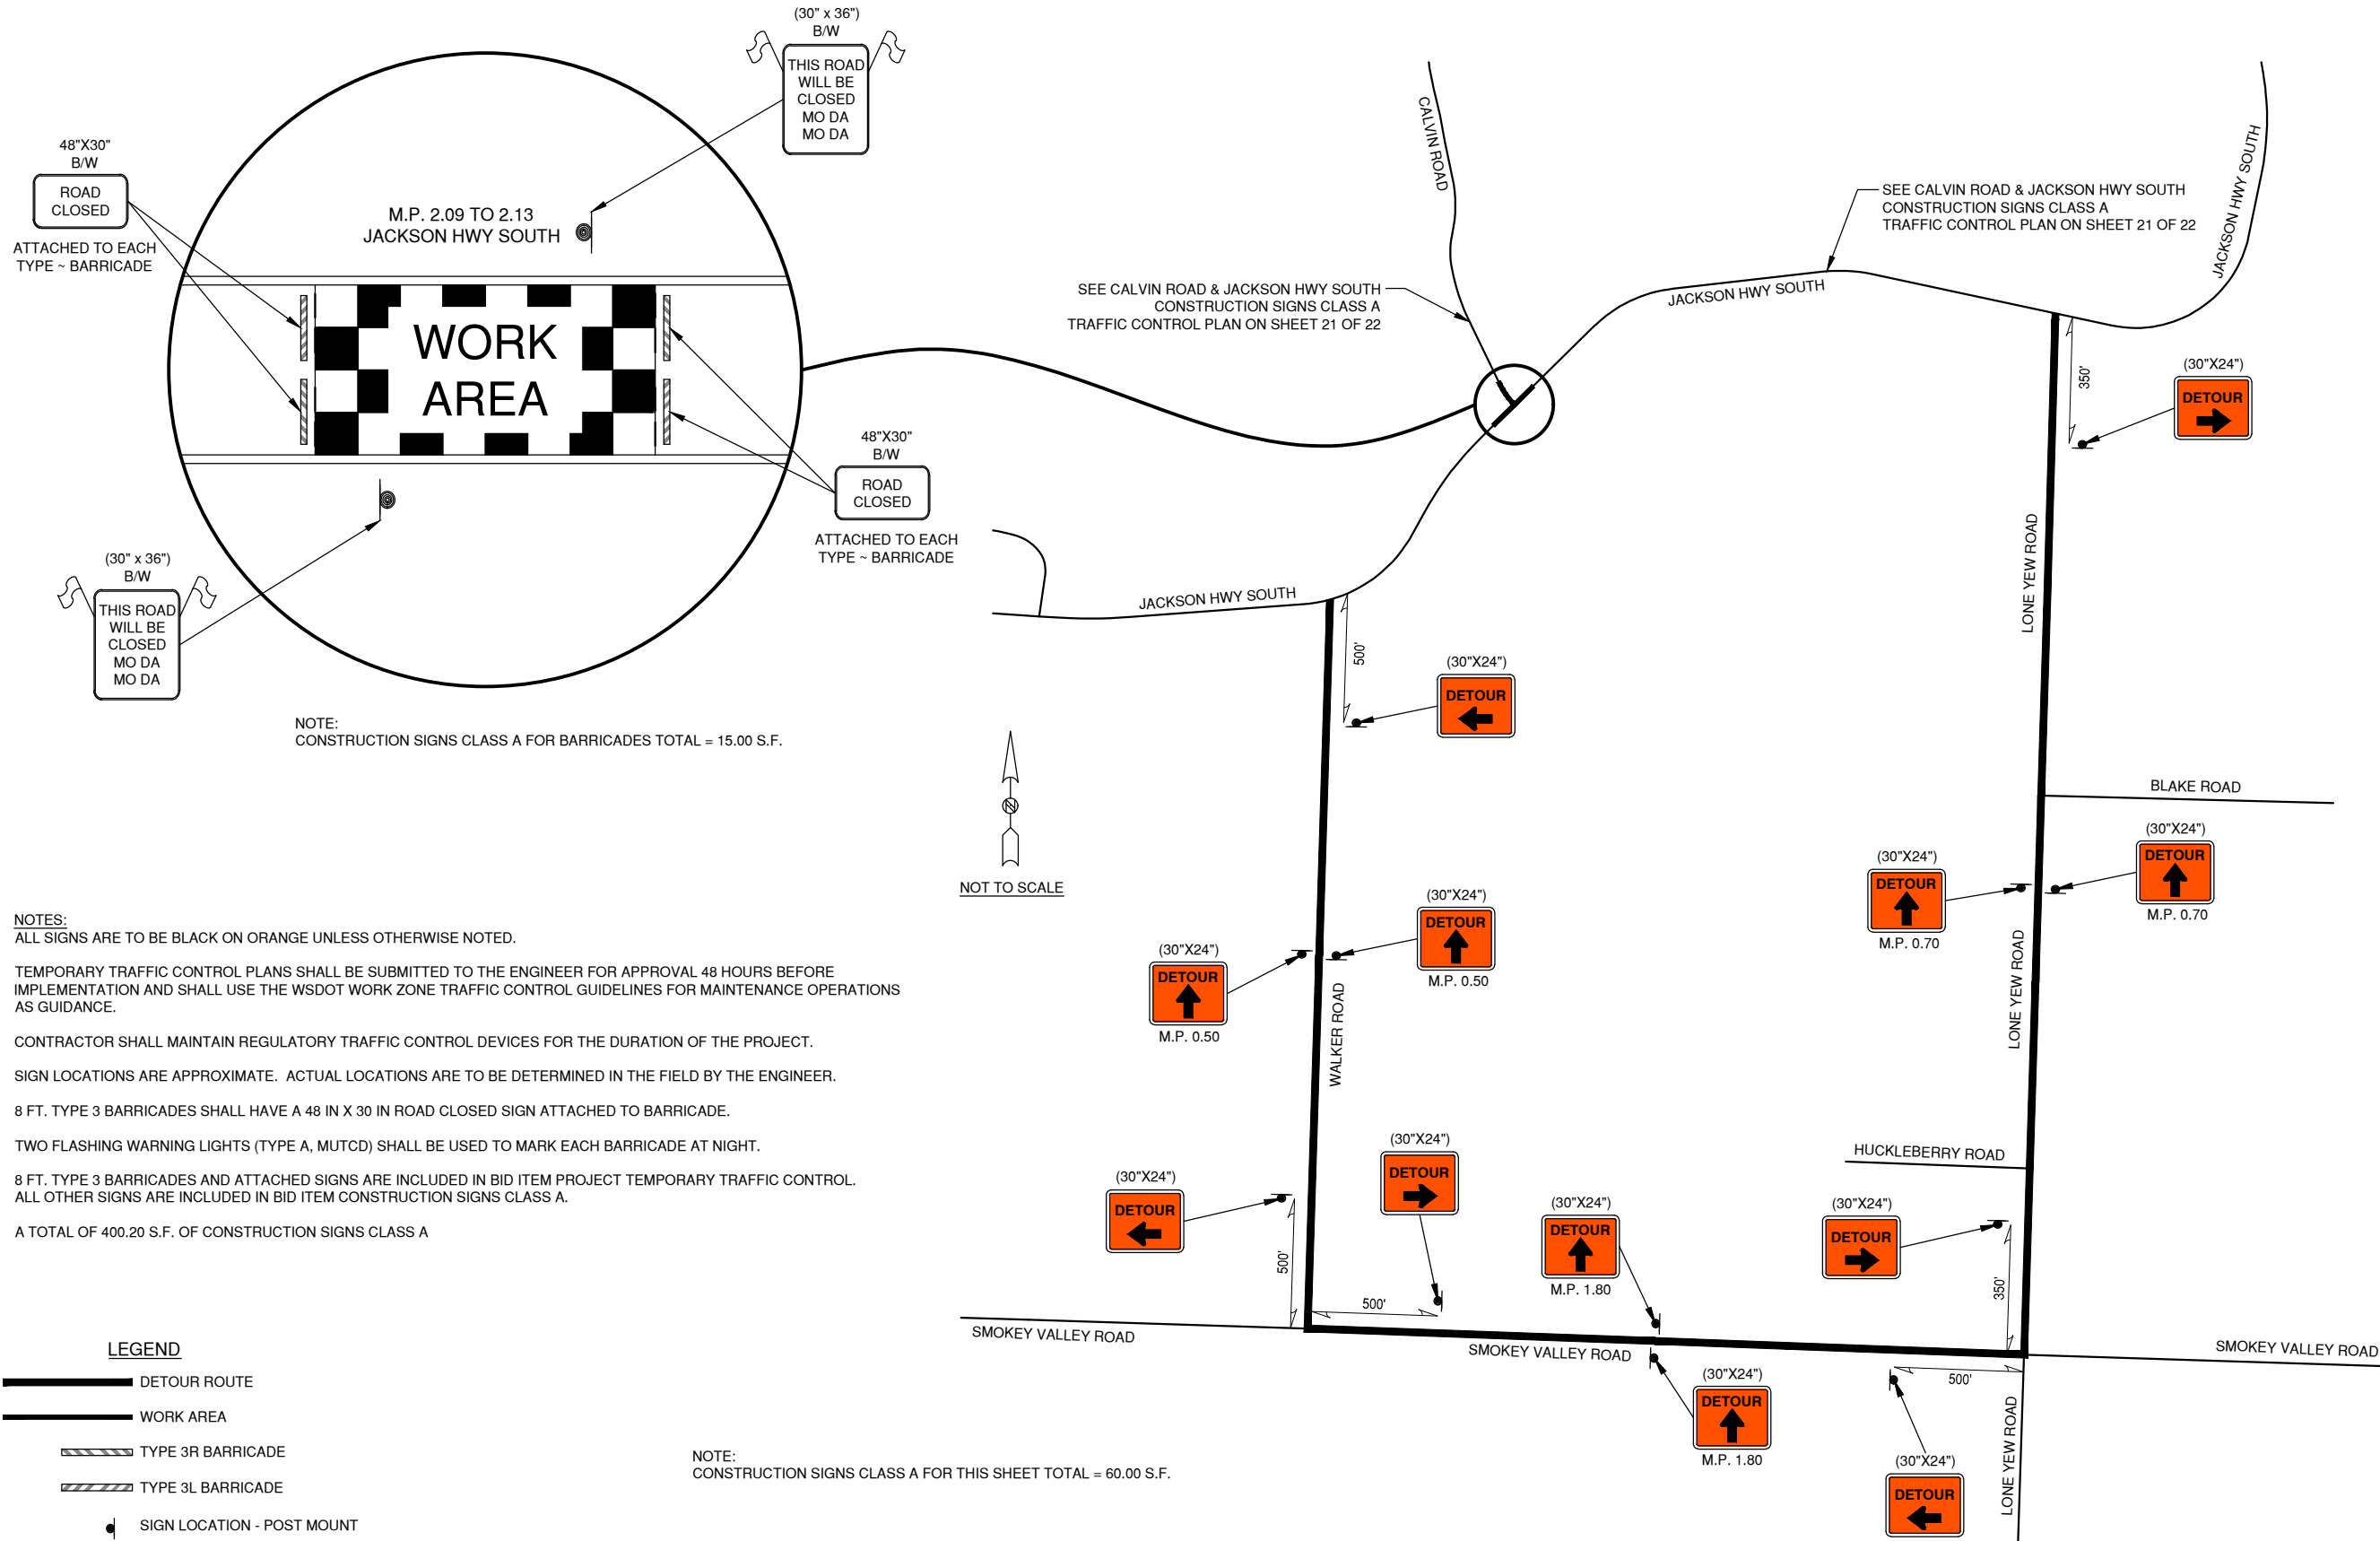 (30" x 36")
B/W
THIS ROAD
WILL BE
CLOSED
MO DA
MO DA
48"X30"
B/W
ROAD
CLOSED
ATTACHED TO EACH
TYPE ~ BARRICADE
M.P. 2.09 TO 2.13
JACKSON HWY SOUTH
WORK
AREA
48"X30"
B/W
ROAD
CLOSED
ATTACHED TO EACH
TYPE ~ BARRICADE
(30" x 36")
B/W
THIS ROAD
WILL BE
CLOSED
MO DA
MO DA
NOTE:
CONSTRUCTION SIGNS CLASS A FOR BARRICADES TOTAL = 15.00 S.F.
CALVIN ROAD
SEE CALVIN ROAD & JACKSON HWY SOUTH
CONSTRUCTION SIGNS CLASS A
TRAFFIC CONTROL PLAN ON SHEET 21 OF 22
JACKSON HWY SOUTH
SEE CALVIN ROAD & JACKSON HWY SOUTH
CONSTRUCTION SIGNS CLASS A
TRAFFIC CONTROL PLAN ON SHEET 21 OF 22
JACKSON HWY SOUTH
350'
(30"X24")
DETOUR
LONE YEW ROAD
JACKSON HWY SOUTH
500'
(30"X24")
DETOUR
N
NOT TO SCALE
BLAKE ROAD
(30"X24")
DETOUR
M.P. 0.70
(30"X24")
DETOUR
M.P. 0.70
(30"X24")
DETOUR
M.P. 0.50
(30"X24")
DETOUR
M.P. 0.50
WALKER ROAD
LONE YEW ROAD
NOTES:
ALL SIGNS ARE TO BE BLACK ON ORANGE UNLESS OTHERWISE NOTED.
TEMPORARY TRAFFIC CONTROL PLANS SHALL BE SUBMITTED TO THE ENGINEER FOR APPROVAL 48 HOURS BEFORE
IMPLEMENTATION AND SHALL USE THE WSDOT WORK ZONE TRAFFIC CONTROL GUIDELINES FOR MAINTENANCE OPERATIONS
AS GUIDANCE.
CONTRACTOR SHALL MAINTAIN REGULATORY TRAFFIC CONTROL DEVICES FOR THE DURATION OF THE PROJECT.
SIGN LOCATIONS ARE APPROXIMATE. ACTUAL LOCATIONS ARE TO BE DETERMINED IN THE FIELD BY THE ENGINEER.
8 FT. TYPE 3 BARRICADES SHALL HAVE A 48 IN X 30 IN ROAD CLOSED SIGN ATTACHED TO BARRICADE.
TWO FLASHING WARNING LIGHTS (TYPE A, MUTCD) SHALL BE USED TO MARK EACH BARRICADE AT NIGHT.
8 FT. TYPE 3 BARRICADES AND ATTACHED SIGNS ARE INCLUDED IN BID ITEM PROJECT TEMPORARY TRAFFIC CONTROL.
ALL OTHER SIGNS ARE INCLUDED IN BID ITEM CONSTRUCTION SIGNS CLASS A.
A TOTAL OF 400.20 S.F. OF CONSTRUCTION SIGNS CLASS A
(30"X24")
DETOUR
500'
(30"X24")
DETOUR
500'
(30"X24")
DETOUR
M.P. 1.80
HUCKLEBERRY ROAD
(30"X24")
DETOUR
350'
SMOKEY VALLEY ROAD
SMOKEY VALLEY ROAD
SMOKEY VALLEY ROAD
(30"X24")
DETOUR
M.P. 1.80
500'
(30"X24")
DETOUR
LONE YEW ROAD
LEGEND
DETOUR ROUTE
WORK AREA
TYPE 3R BARRICADE
TYPE 3L BARRICADE
SIGN LOCATION - POST MOUNT
NOTE:
CONSTRUCTION SIGNS CLASS A FOR THIS SHEET TOTAL = 60.00 S.F.